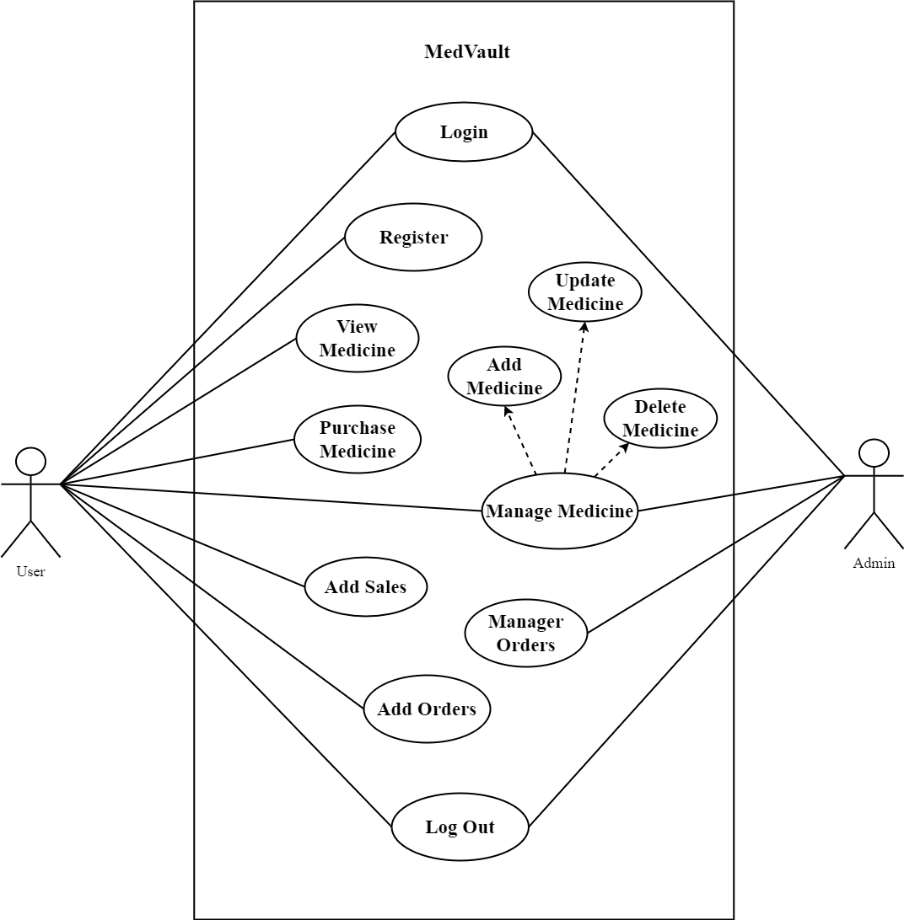 MedVault
Login
Register
Update
Medicine
View
Medicine
Add
Medicine
Delete
Medicine
Purchase
Medicine
Manage Medicine
User
Admin
Add Sales
Manager
Orders
Add Orders
Log Out